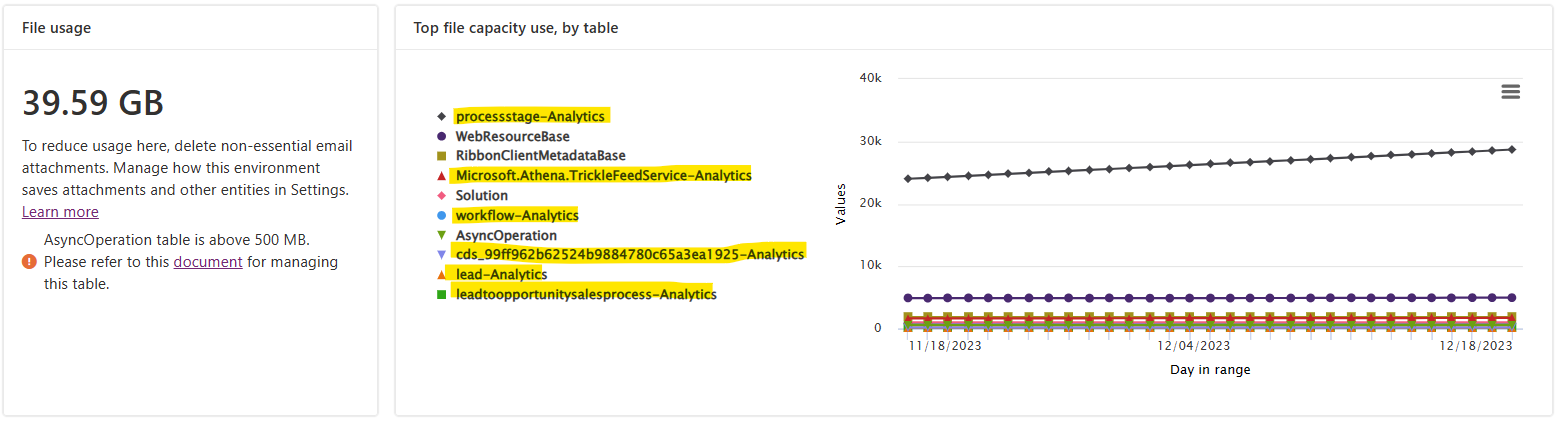 File usage
39.59 GB
To reduce usage here, delete non-essential email
attachments. Manage how this environment
saves attachments and other entities in Settings.
Learn more
AsyncOperation table is above 500 MB.
Please refer to this document for managing
this table.
Top file capacity use, by table
processstage-Analytics
WebResourceBase
RibbonClientMetadataBase
Microsoft.Athena.TrickleFeedService-Analytics
Solution
workflow-Analytics
AsyncOperation
cds_99ff962b62524b9884780c65a3ea1925-Analytics
lead-Analytics
leadtoopportunitysalesprocess-Analytics
Values
40k
30k
20k
10k
0
11/18/2023 12/04/2023 12/18/2023
Day in range